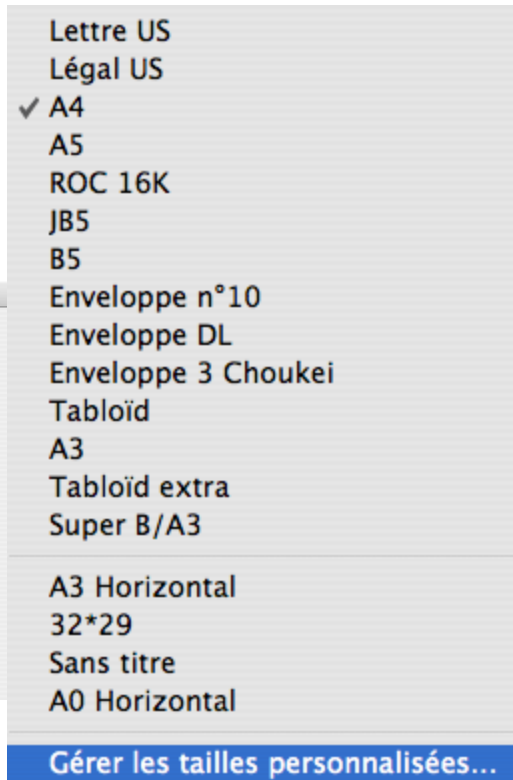 Lettre US
Légal US
✓ A4
A5
ROC 16K
JB5
B5
Enveloppe n°10
Enveloppe DL
Enveloppe 3 Choukei
Tabloïd
A3
Tabloïd extra
Super B/A3
A3 Horizontal
32*29
Sans titre
A0 Horizontal
Gérer les tailles personnalisées...